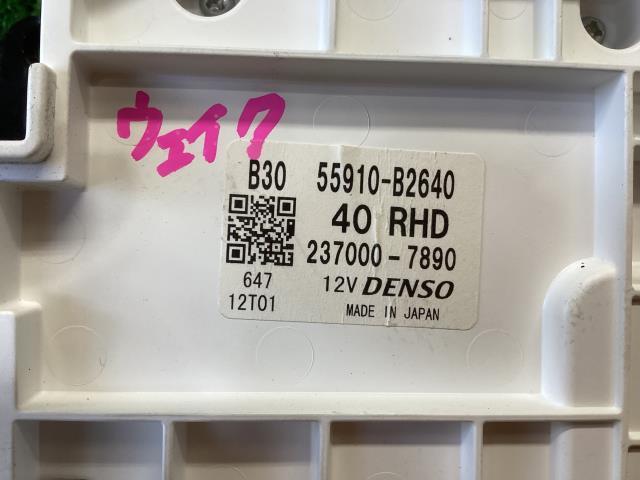 ウェイク
B30 55910-B2640
40 RHD
237000-7890
647 12V DENSO
12T01 MADE IN JAPAN